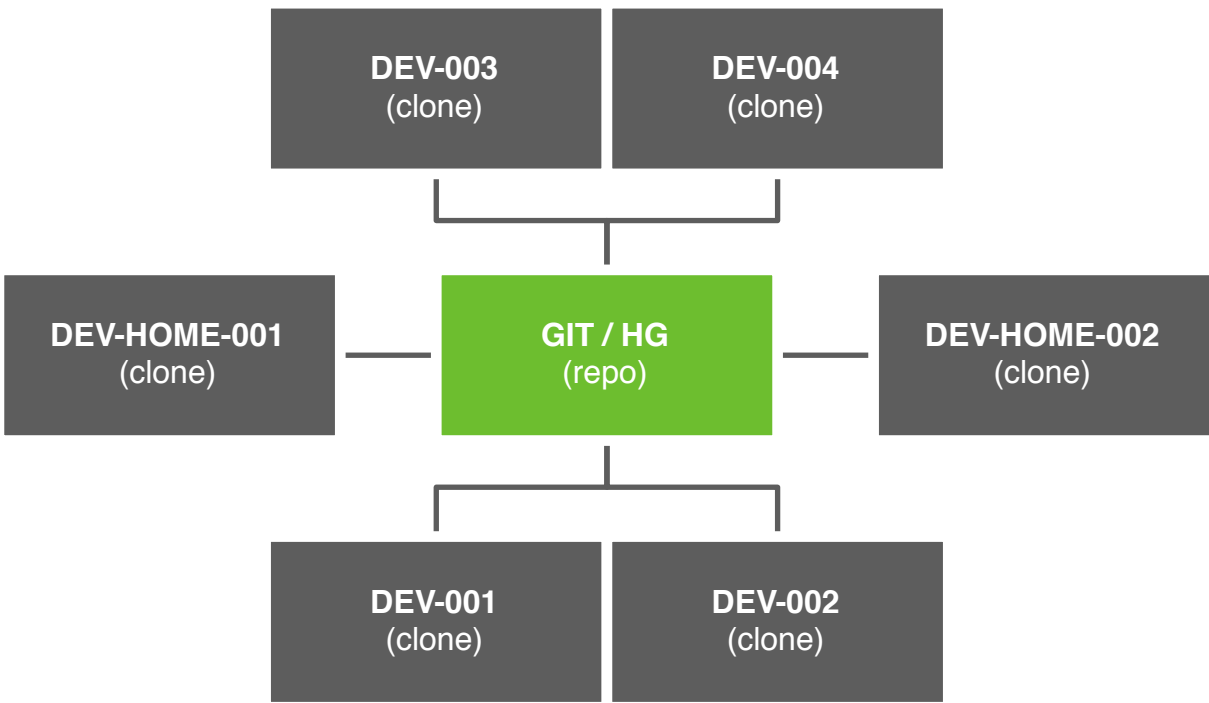 DEV-003
(clone)
DEV-004
(clone)
DEV-HOME-001
(clone)
GIT / HG
(repo)
DEV-HOME-002
(clone)
DEV-001
(clone)
DEV-002
(clone)